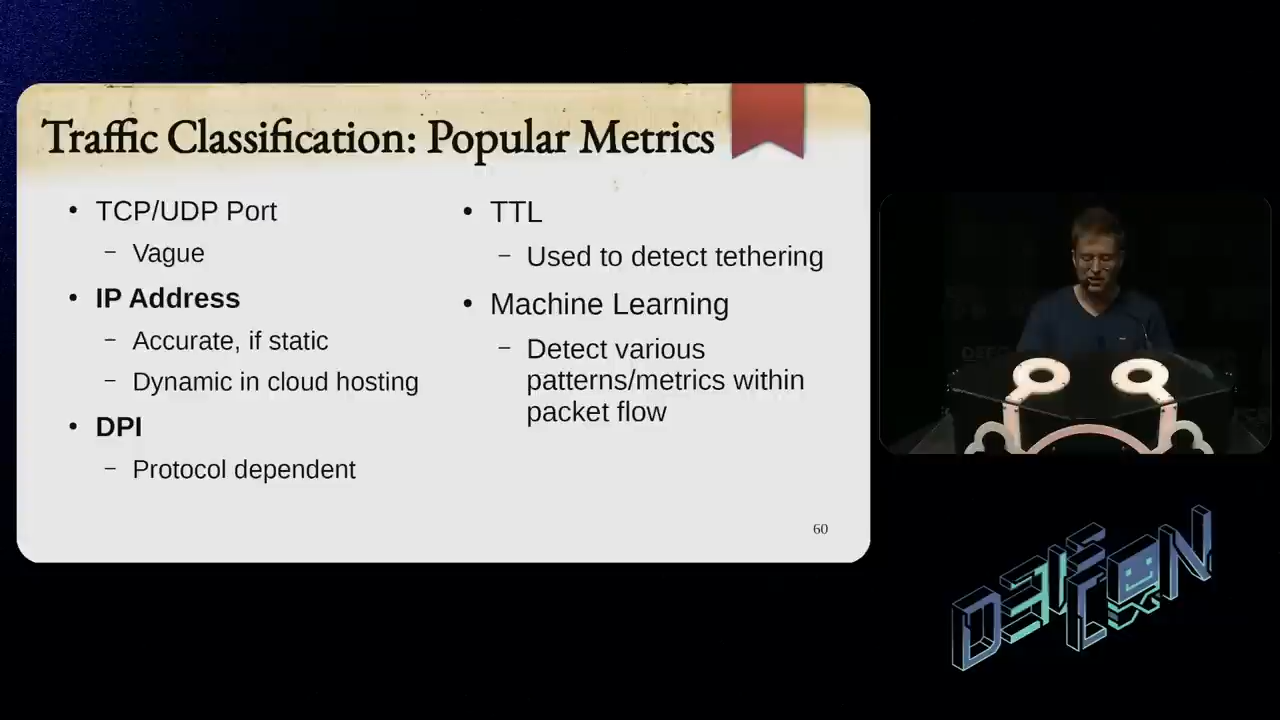 Traffic Classification: Popular Metrics
• TCP/UDP Port
– Vague
• IP Address
– Accurate, if static
– Dynamic in cloud hosting
• DPI
– Protocol dependent
• TTL
– Used to detect tethering
• Machine Learning
– Detect various
patterns/metrics within
packet flow
60
DEF
CON